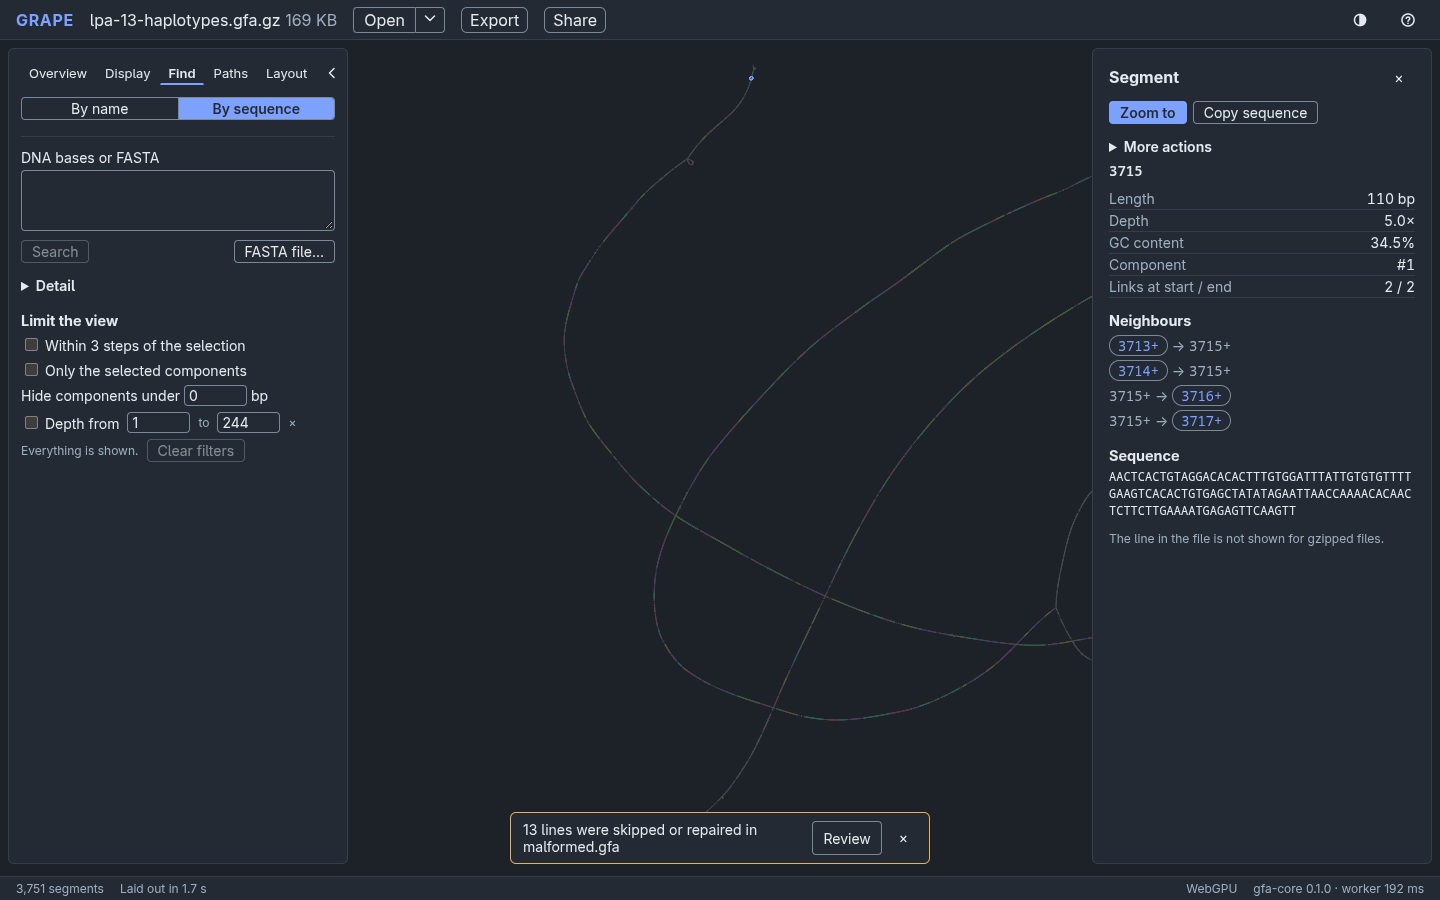 GRAPE lpa-13-haplotypes.gfa.gz 169 KB Open Export Share
Overview Display Find Paths Layout
By name By sequence
DNA bases or FASTA
Search FASTA file...
Detail
Limit the view
Within 3 steps of the selection
Only the selected components
Hide components under 0 bp
Depth from 1 to 244 ×
Everything is shown. Clear filters
Segment ×
Zoom to Copy sequence
More actions
3715
Length 110 bp
Depth 5.0×
GC content 34.5%
Component #1
Links at start / end 2 / 2
Neighbours
3713+ → 3715+
3714+ → 3715+
3715+ → 3716+
3715+ → 3717+
Sequence
AACTCACTGTAGGACACACTTTGTGGATTTATTGTGTGTTTT
GAAGTCACACTGTGAGCTATATAGAATTAACCAAAACACAAC
TCTTCTTGAAAATGAGAGTTCAAGTT
The line in the file is not shown for gzipped files.
13 lines were skipped or repaired in
malformed.gfa
Review ×
3,751 segments Laid out in 1.7 s WebGPU gfa-core 0.1.0 · worker 192 ms